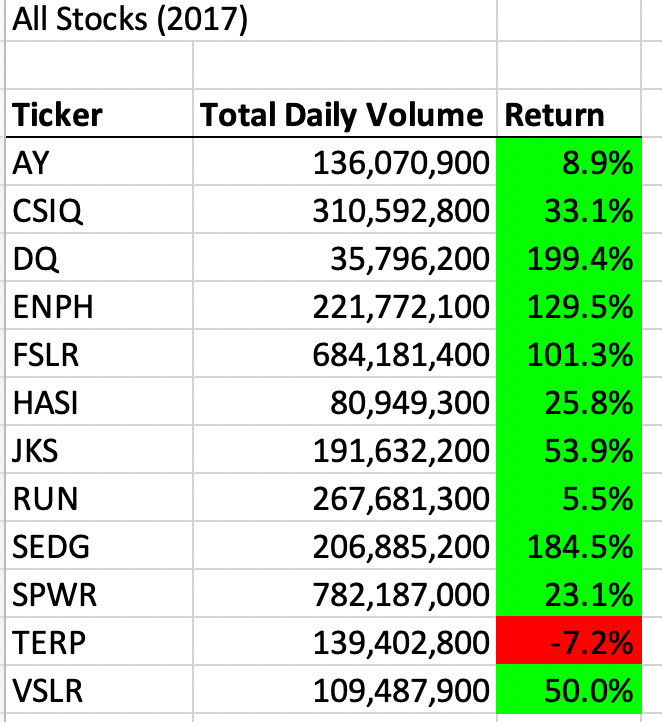 All Stocks (2017)
Ticker Total Daily Volume Return
AY 136,070,900 8.9%
CSIQ 310,592,800 33.1%
DQ 35,796,200 199.4%
ENPH 221,772,100 129.5%
FSLR 684,181,400 101.3%
HASI 80,949,300 25.8%
JKS 191,632,200 53.9%
RUN 267,681,300 5.5%
SEDG 206,885,200 184.5%
SPWR 782,187,000 23.1%
TERP 139,402,800 -7.2%
VSLR 109,487,900 50.0%